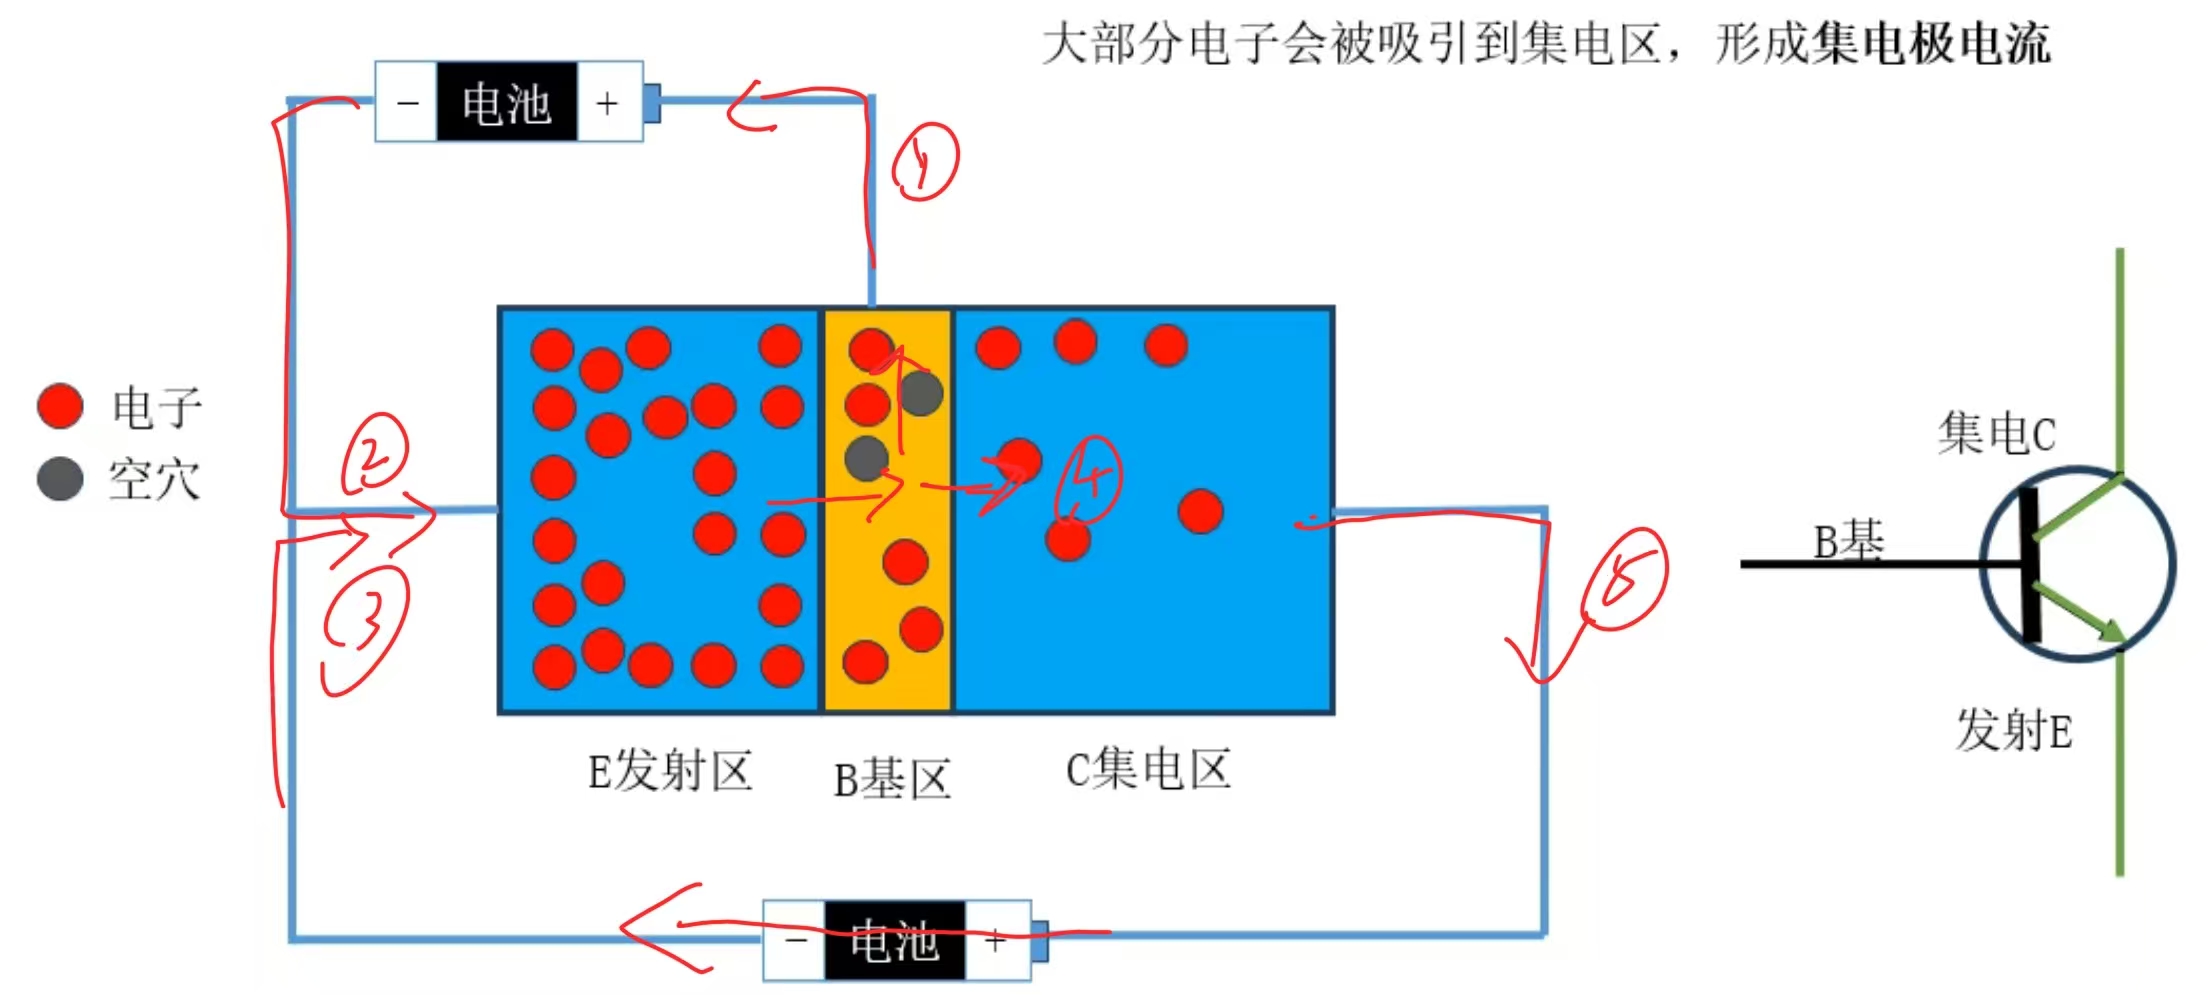 大部分电子会被吸引到集电区，形成集电极电流
− 电池 +
①
电子
空穴
②
③
④
⑤
集电C
B基
发射E
E发射区
B基区
C集电区
− 电池 +